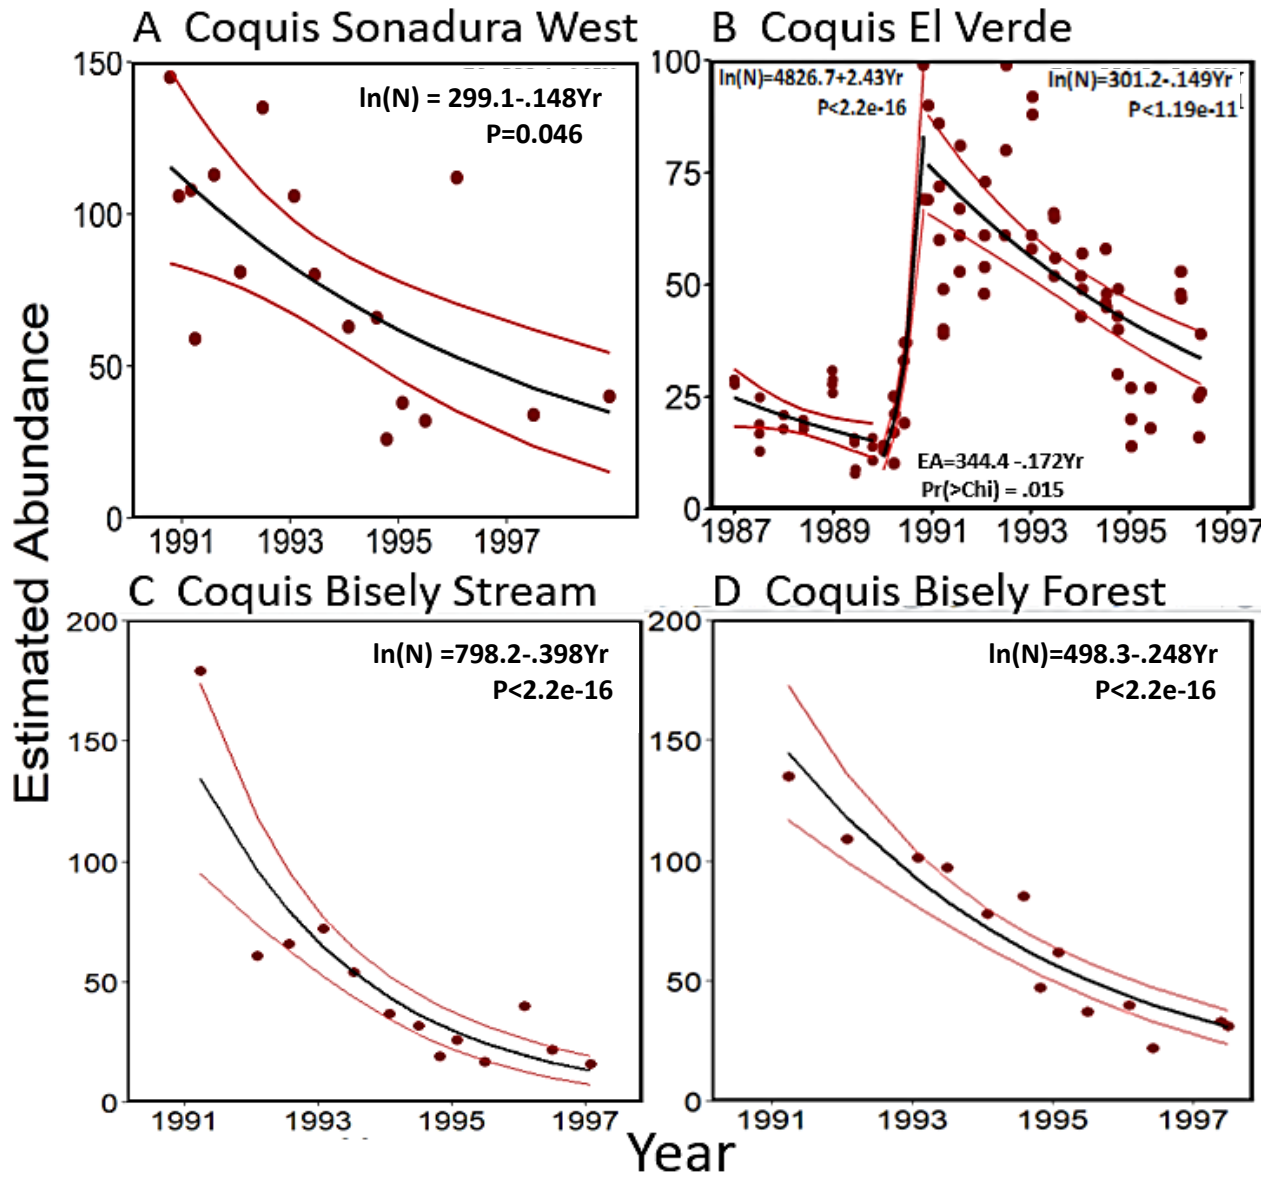 A Coquis Sonadura West
150
100
50
0
1991 1993 1995 1997
ln(N) = 299.1-.148Yr
P=0.046
B Coquis El Verde
100
75
50
25
0
1987 1989 1991 1993 1995 1997
ln(N)=4826.7+2.43Yr
P<2.2e-16
ln(N)=301.2-.149Yr
P<1.19e-11
EA=344.4 -.172Yr
Pr(>Chi) = .015
Estimated Abundance
C Coquis Bisely Stream
200
150
100
50
0
1991 1993 1995 1997
ln(N) =798.2-.398Yr
P<2.2e-16
D Coquis Bisely Forest
200
150
100
50
0
1991 1993 1995 1997
ln(N)=498.3-.248Yr
P<2.2e-16
Year